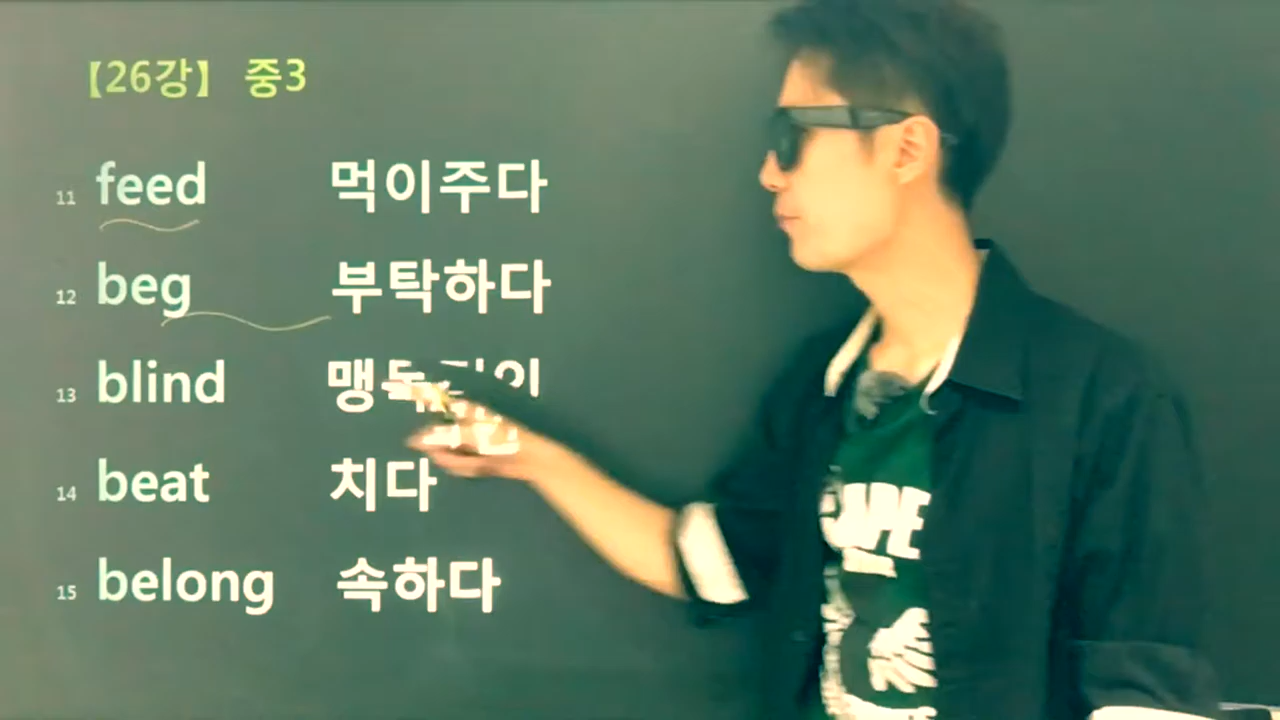 【26강】 중3
11 feed 먹이주다
12 beg 부탁하다
13 blind
14 beat 치다
15 belong 속하다